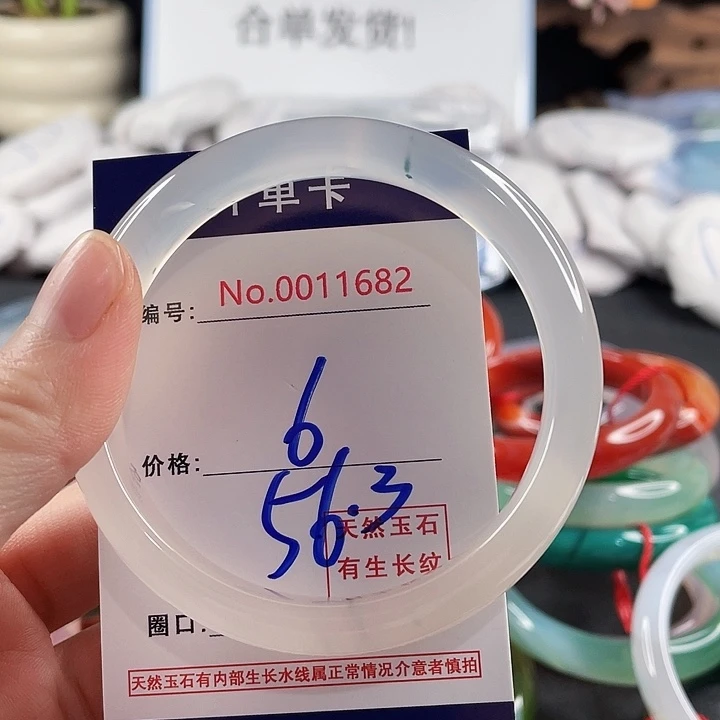 合单发货!
单卡
编号:
No.0011682
6
价格:
56.3
天然玉石
有生长纹
圈口:
天然玉石有内部生长水线属正常情况介意者慎拍